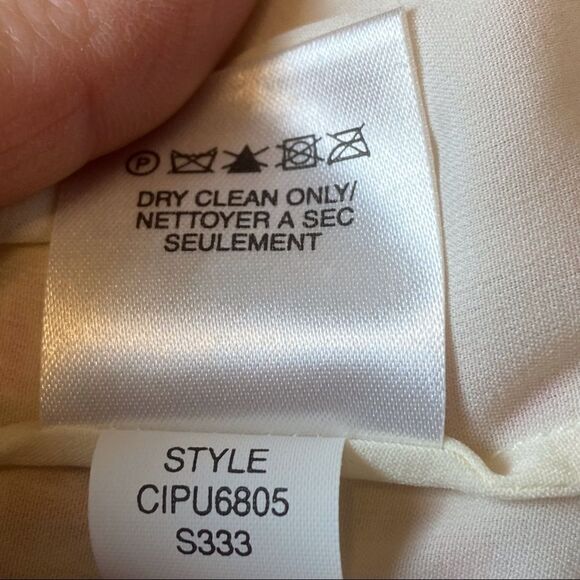 P
DRY CLEAN ONLY/
NETTOYER A SEC
SEULEMENT
STYLE
CIPU6805
S333